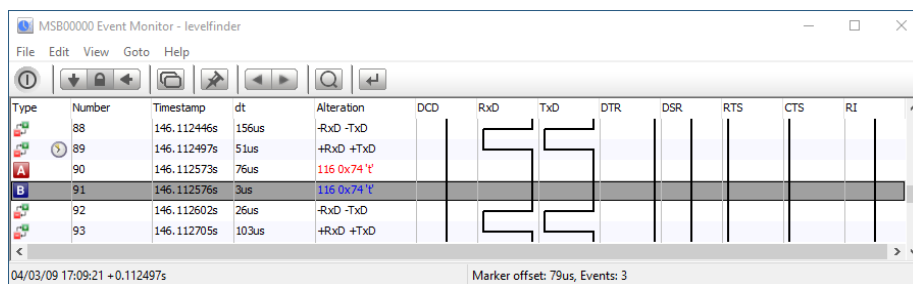 MSB00000 Event Monitor - levelfinder
File Edit View Goto Help
Type Number Timestamp dt Alteration DCD RxD TxD DTR DSR RTS CTS RI
88 146.112446s 156us -RxD -TxD
89 146.112497s 51us +RxD +TxD
A 90 146.112573s 76us 116 0x74 't'
B 91 146.112576s 3us 116 0x74 't'
92 146.112602s 26us -RxD -TxD
93 146.112705s 103us +RxD +TxD
04/03/09 17:09:21 +0.112497s Marker offset: 79us, Events: 3